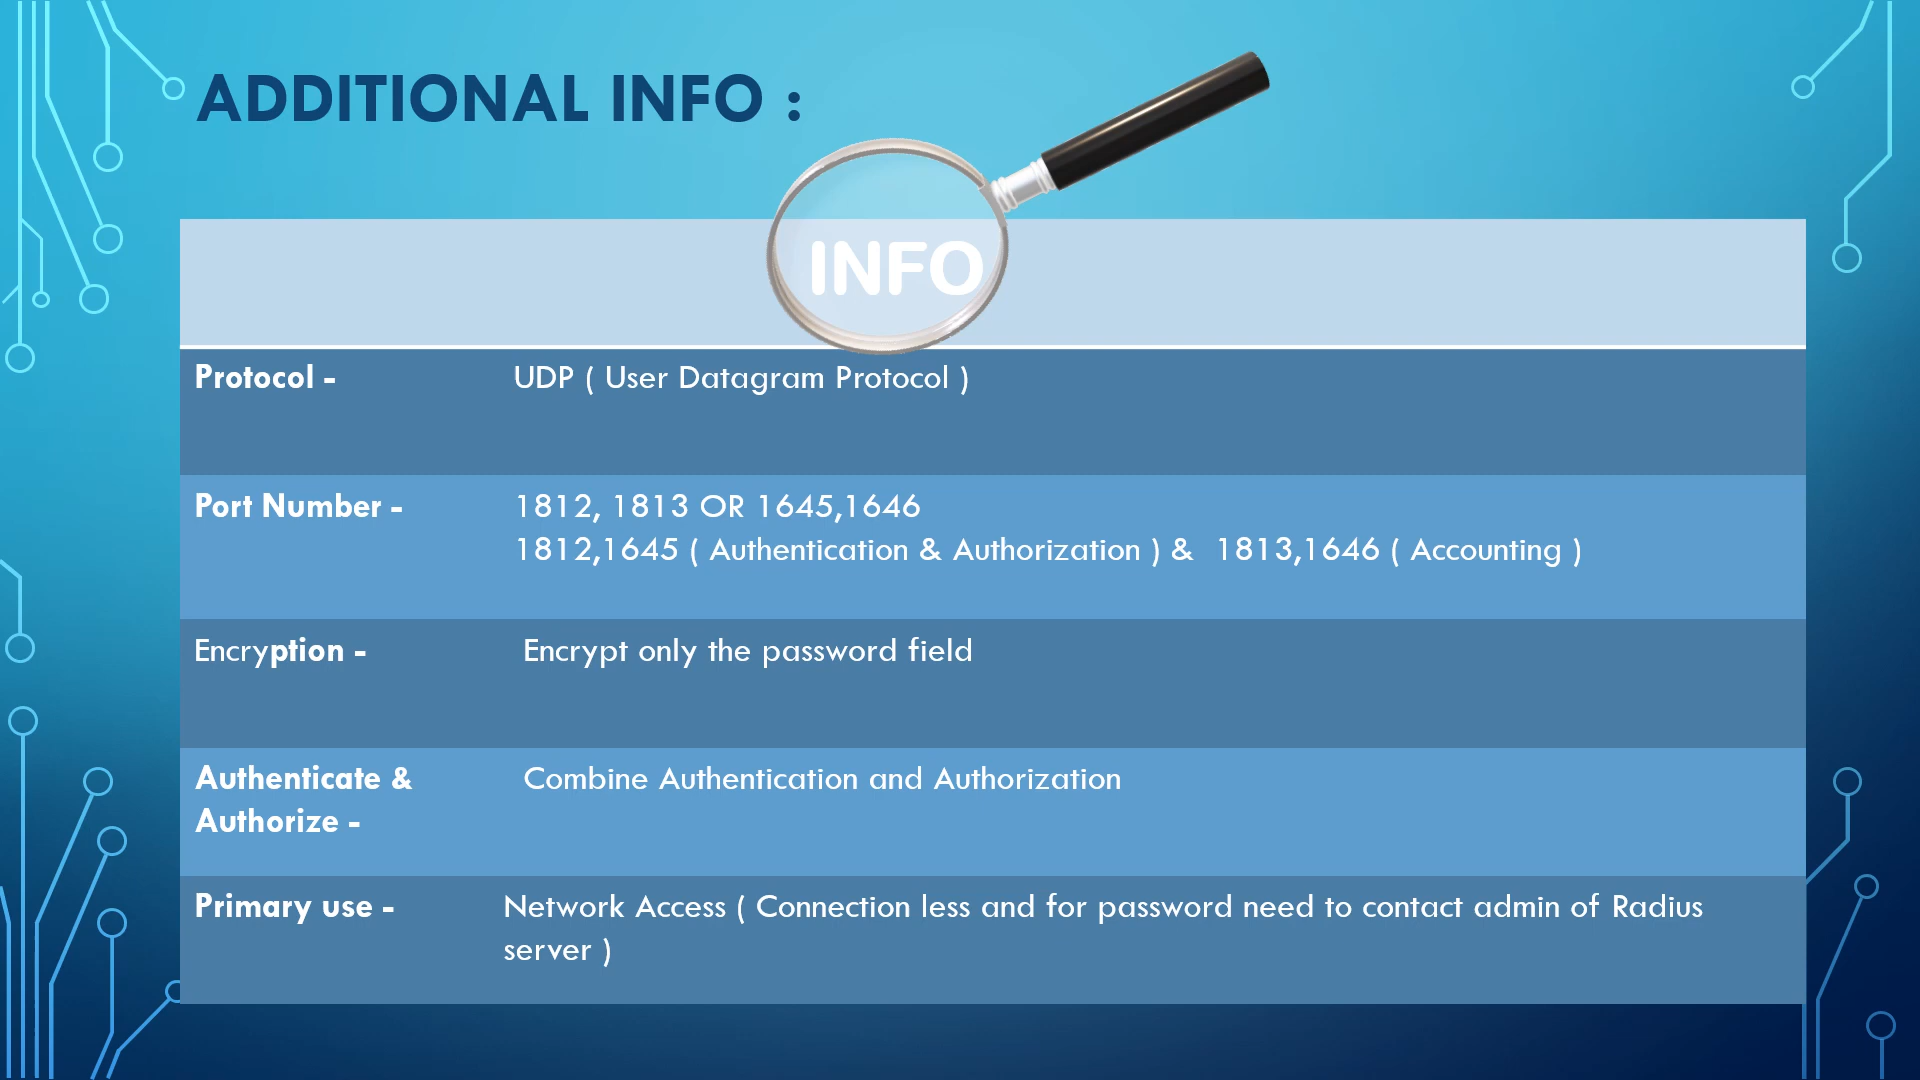 ADDITIONAL INFO :
INFO
Protocol - UDP ( User Datagram Protocol )
Port Number - 1812, 1813 OR 1645,1646
1812,1645 ( Authentication & Authorization ) & 1813,1646 ( Accounting )
Encryption - Encrypt only the password field
Authenticate & Combine Authentication and Authorization
Authorize -
Primary use - Network Access ( Connection less and for password need to contact admin of Radius
server )